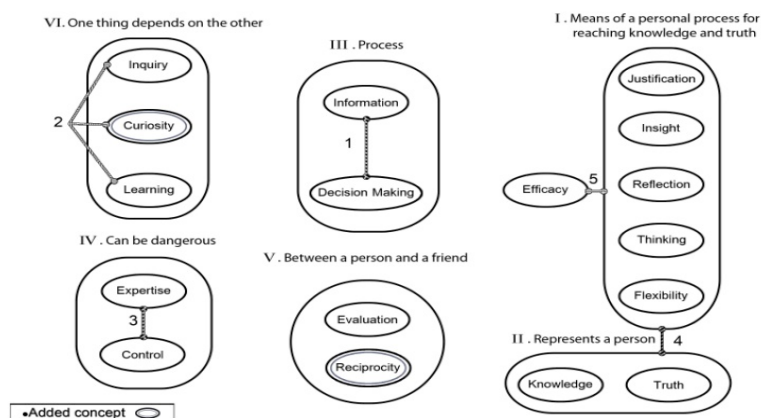 VI. One thing depends on the other
Inquiry
2
Curiosity
Learning
III . Process
Information
1
Decision Making
I . Means of a personal process for
reaching knowledge and truth
Justification
Insight
5
Efficacy
Reflection
Thinking
Flexibility
IV . Can be dangerous
Expertise
3
Control
V . Between a person and a friend
Evaluation
Reciprocity
4
II . Represents a person
Knowledge
Truth
•Added concept